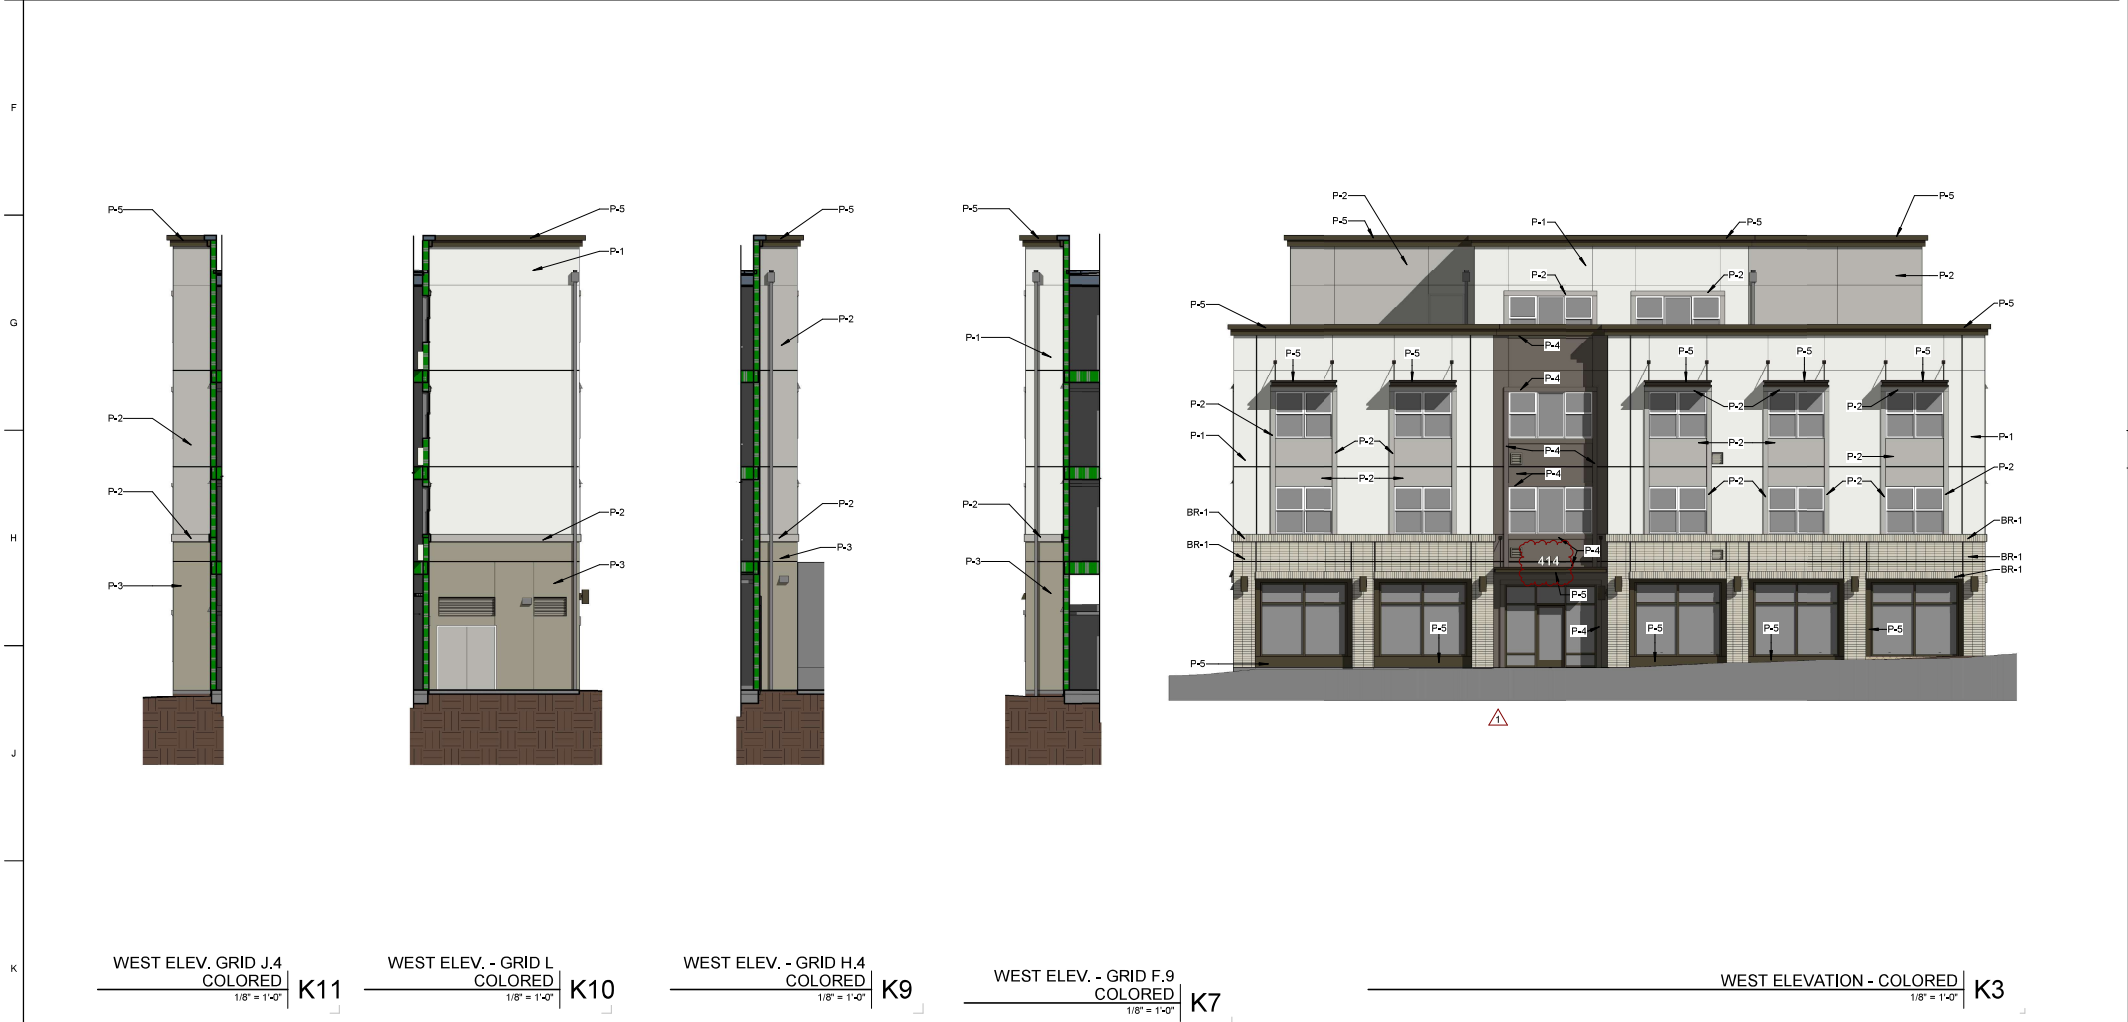 F
G
H
J
K
P-5
P-2
P-2
P-3
P-5
P-1
P-2
P-3
P-5
P-2
P-2
P-3
P-5
P-1
P-2
P-3
P-2
P-5
P-1
P-5
P-5
P-2
P-2
P-2
P-5
P-5
P-4
P-5
P-5
P-5
P-5
P-5
P-4
P-2
P-2
P-2
P-1
P-2
P-4
P-2
P-1
P-2
P-2
P-4
P-2
P-2
P-2
BR-1
BR-1
BR-1
P-4
BR-1
414
BR-1
P-5
P-5
P-4
P-5
P-5
P-5
P-5
1
WEST ELEV. GRID J.4
COLORED
1/8" = 1'-0"
K11
WEST ELEV. - GRID L
COLORED
1/8" = 1'-0"
K10
WEST ELEV. - GRID H.4
COLORED
1/8" = 1'-0"
K9
WEST ELEV. - GRID F.9
COLORED
1/8" = 1'-0"
K7
WEST ELEVATION - COLORED
1/8" = 1'-0"
K3